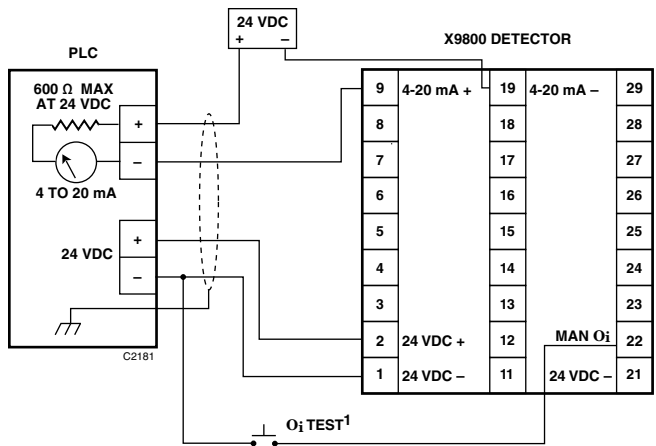 24 VDC
+ –
PLC
X9800 DETECTOR
600 Ω MAX
AT 24 VDC
+
–
4 TO 20 mA
24 VDC
+
–
C2181
9 4-20 mA + 19 4-20 mA – 29
8 18 28
7 17 27
6 16 26
5 15 25
4 14 24
3 13 23
2 24 VDC + 12 MAN Oi 22
1 24 VDC – 11 24 VDC – 21
Oi TEST1